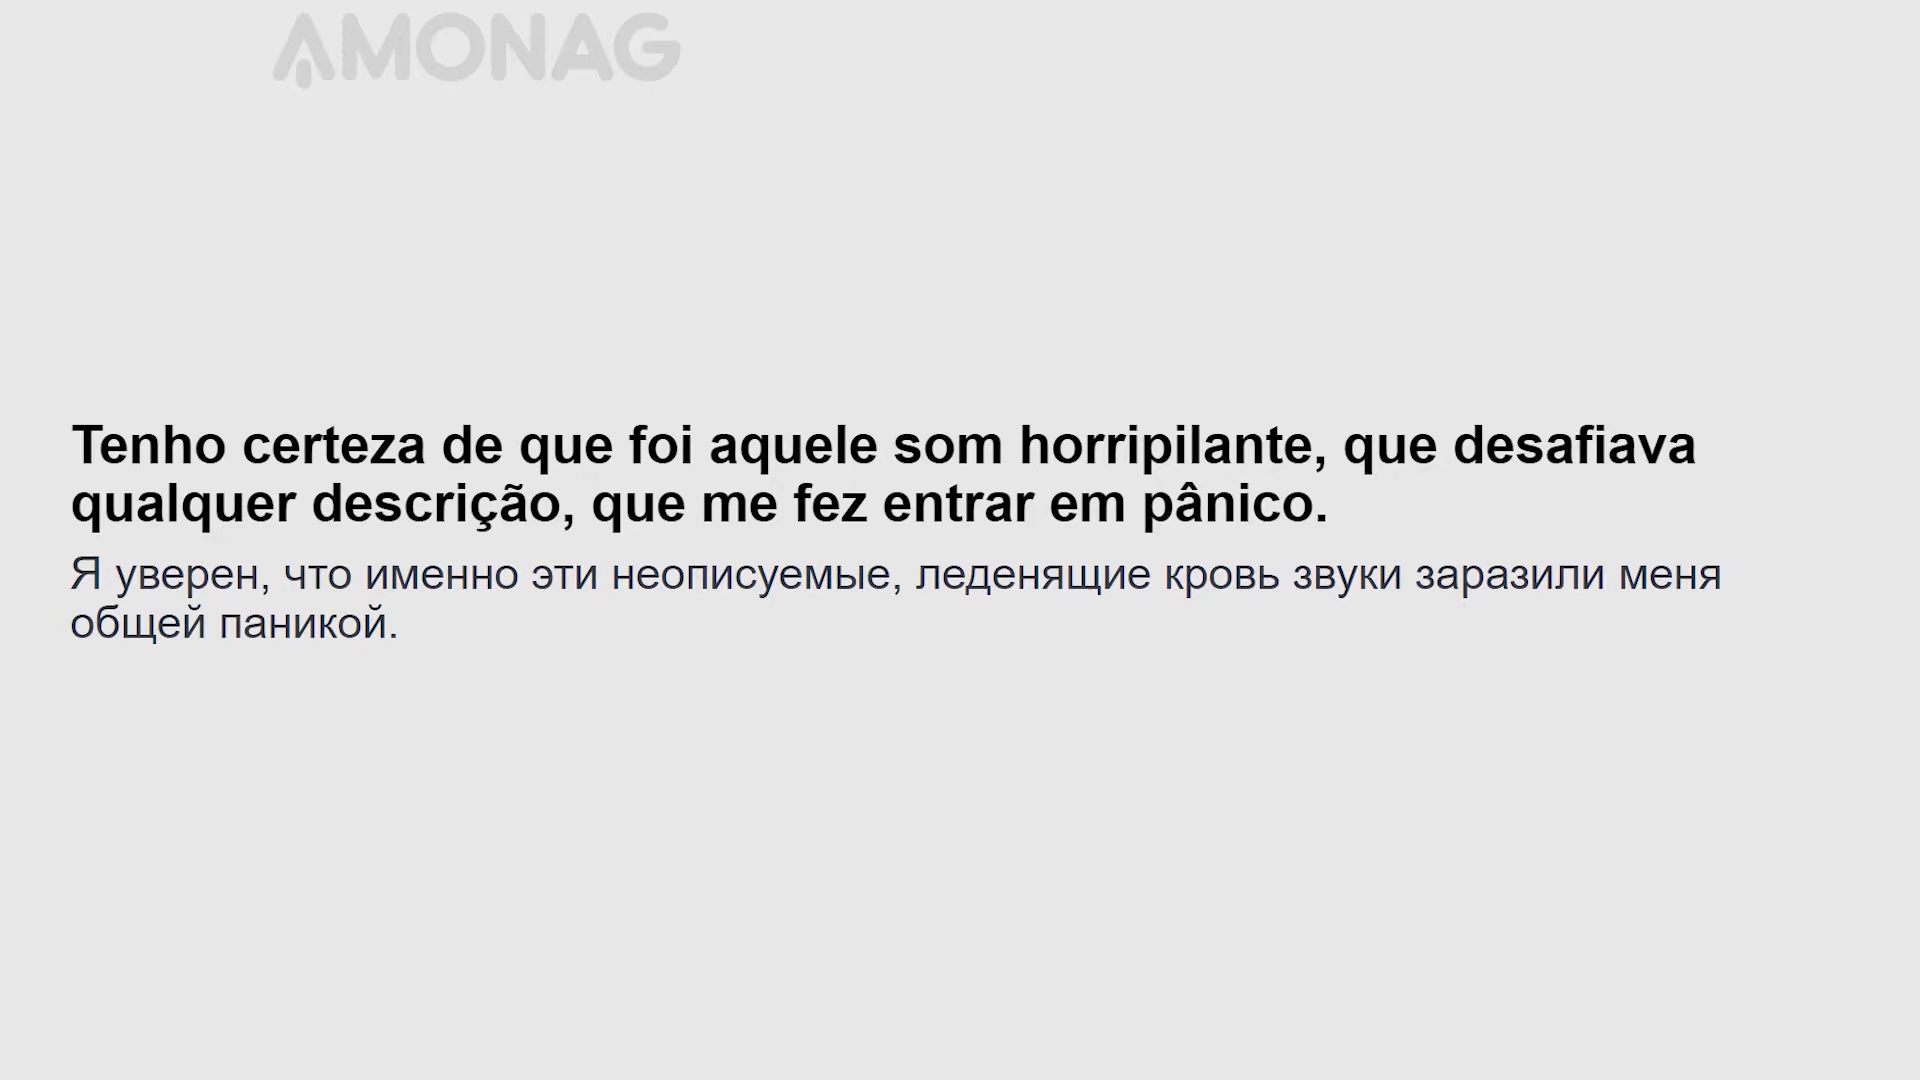 AMONAG
Tenho certeza de que foi aquele som horripilante, que desafiava
qualquer descrição, que me fez entrar em pânico.
Я уверен, что именно эти неописуемые, леденящие кровь звуки заразили меня
общей паникой.